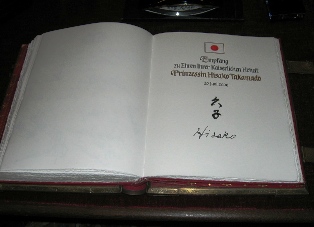 Empfang
zu Ehren Ihrer Kaiserlichen Hoheit
Prinzessin Hisako Takamado
久
子
Hisako